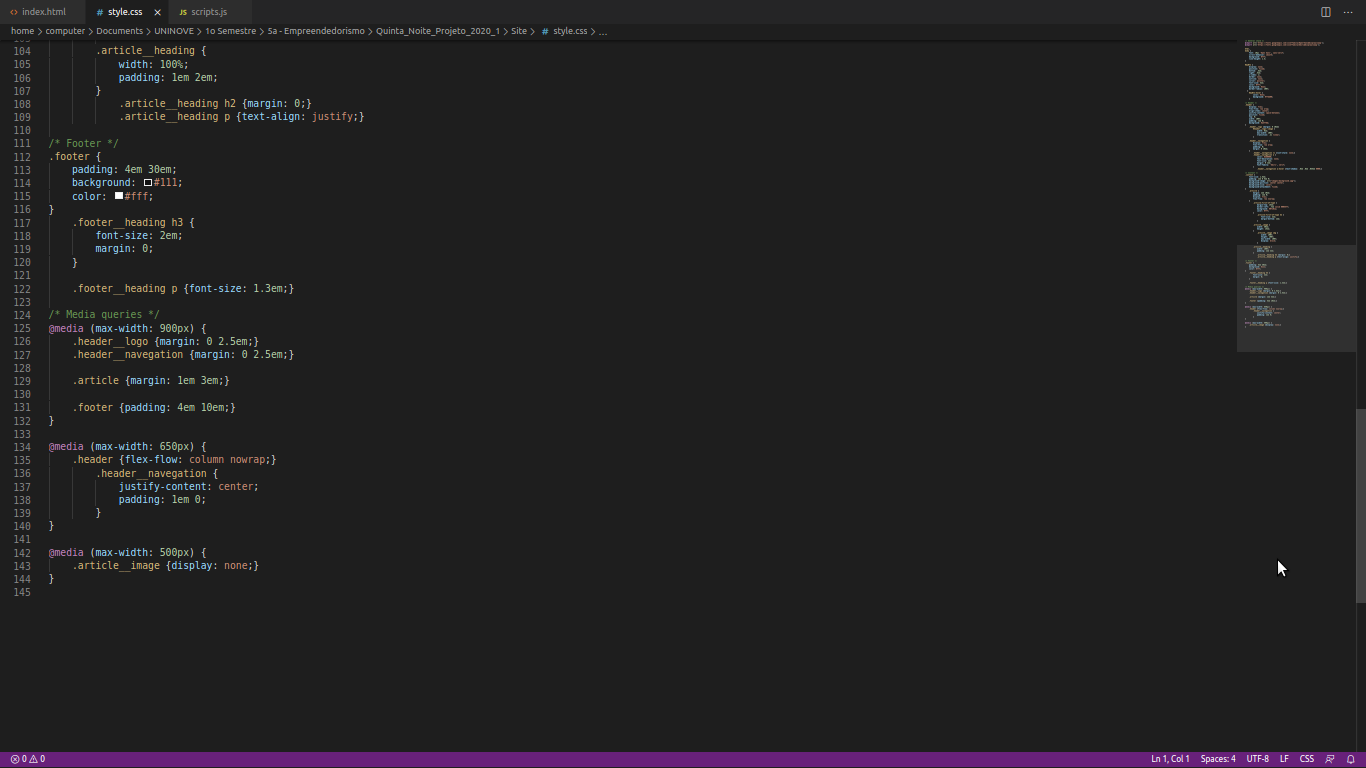 index.html style.css scripts.js
home > computer > Documents > UNINOVE > 1o Semestre > 5a - Empreendedorismo > Quinta_Noite_Projeto_2020_1 > Site > # style.css > ...
104 .article__heading {
105 width: 100%;
106 padding: 1em 2em;
107 }
108 .article__heading h2 {margin: 0;}
109 .article__heading p {text-align: justify;}
110
111 /* Footer */
112 .footer {
113 padding: 4em 30em;
114 background: #111;
115 color: #fff;
116 }
117 .footer__heading h3 {
118 font-size: 2em;
119 margin: 0;
120 }
121
122 .footer__heading p {font-size: 1.3em;}
123
124 /* Media queries */
125 @media (max-width: 900px) {
126 .header__logo {margin: 0 2.5em;}
127 .header__navegation {margin: 0 2.5em;}
128
129 .article {margin: 1em 3em;}
130
131 .footer {padding: 4em 10em;}
132 }
133
134 @media (max-width: 650px) {
135 .header {flex-flow: column nowrap;}
136 .header__navegation {
137 justify-content: center;
138 padding: 1em 0;
139 }
140 }
141
142 @media (max-width: 500px) {
143 .article__image {display: none;}
144 }
145
0 0 Ln 1, Col 1 Spaces: 4 UTF-8 LF CSS